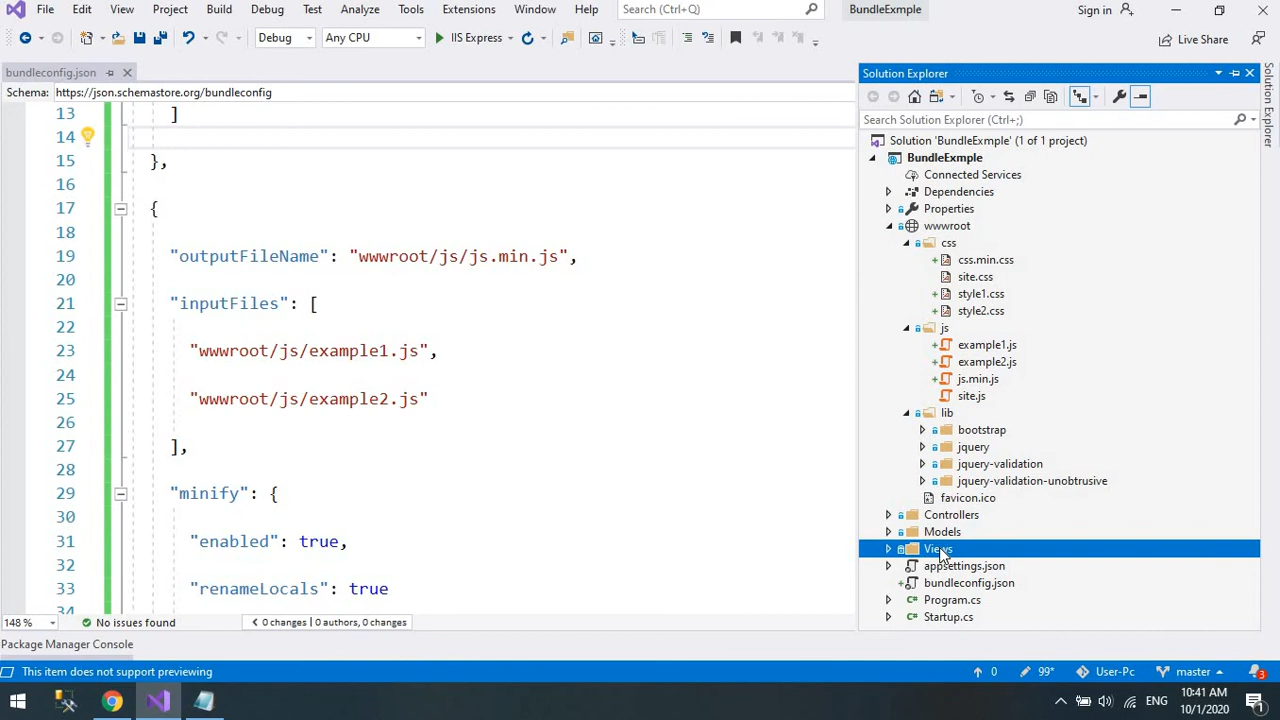 File Edit View Project Build Debug Test Analyze Tools Extensions Window Help Search (Ctrl+Q) BundleExmple Sign in
Debug Any CPU IIS Express Live Share
bundleconfig.json
Schema: https://json.schemastore.org/bundleconfig
13 ]
14
15 },
16
17 {
18
19 "outputFileName": "wwwroot/js/js.min.js",
20
21 "inputFiles": [
22
23 "wwwroot/js/example1.js",
24
25 "wwwroot/js/example2.js"
26
27 ],
28
29 "minify": {
30
31 "enabled": true,
32
33 "renameLocals": true
34
148 % No issues found 0 changes | 0 authors, 0 changes
Solution Explorer
Search Solution Explorer (Ctrl+;)
Solution 'BundleExmple' (1 of 1 project)
BundleExmple
Connected Services
Dependencies
Properties
wwwroot
css
css.min.css
site.css
style1.css
style2.css
js
example1.js
example2.js
js.min.js
site.js
lib
bootstrap
jquery
jquery-validation
jquery-validation-unobtrusive
favicon.ico
Controllers
Models
Views
appsettings.json
bundleconfig.json
Program.cs
Startup.cs
Solution Explorer
Package Manager Console
This item does not support previewing 0 99* User-Pc master 3
ENG 10:41 AM
10/1/2020 1